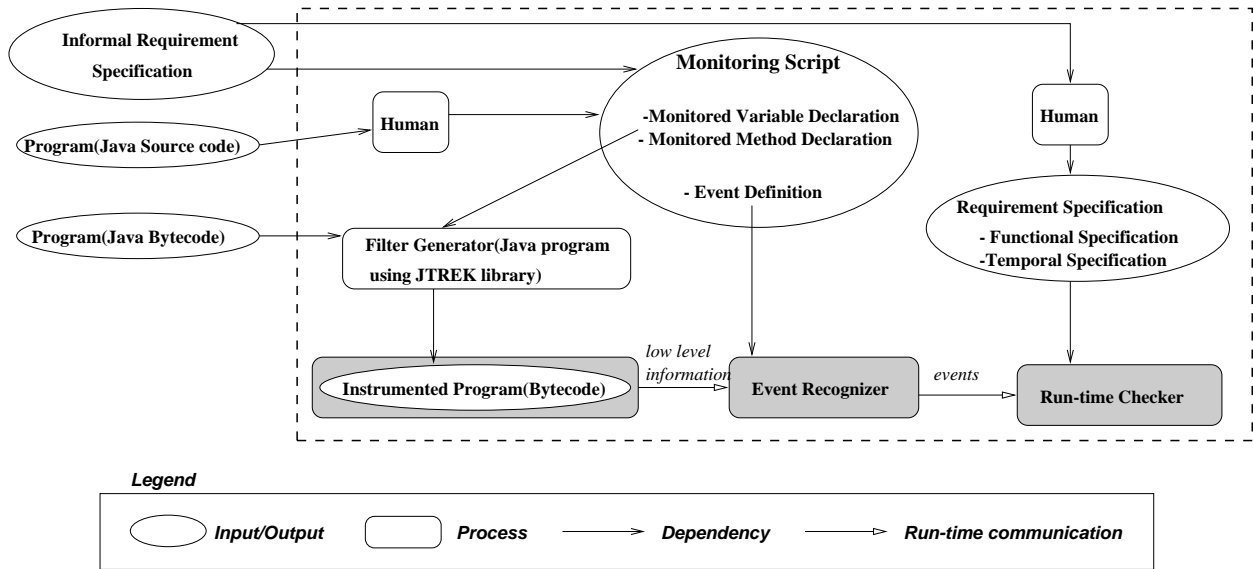 Informal Requirement
Specification
Program(Java Source code)
Program(Java Bytecode)
Human
Monitoring Script
-Monitored Variable Declaration
- Monitored Method Declaration
- Event Definition
Human
Requirement Specification
- Functional Specification
-Temporal Specification
Filter Generator(Java program
using JTREK library)
Instrumented Program(Bytecode)
low level
information
Event Recognizer
events
Run-time Checker
Legend
Input/Output
Process
Dependency
Run-time communication